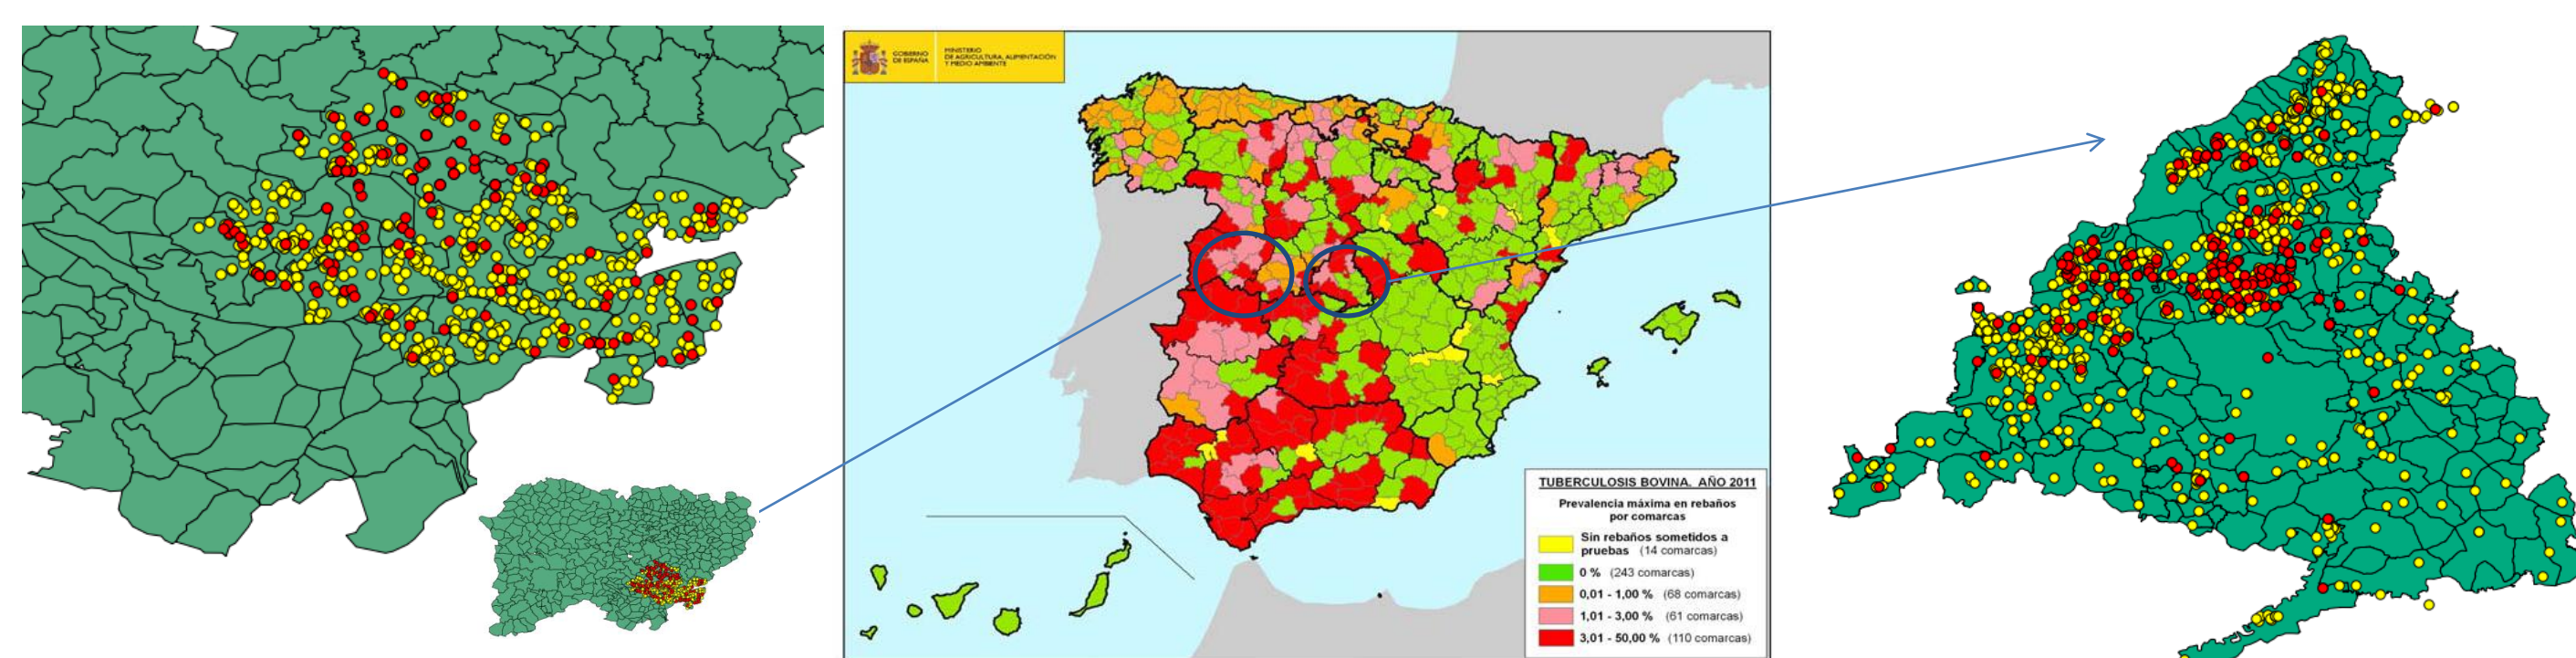 GOBIERNO
DE ESPAÑA
MINISTERIO
DE AGRICULTURA, ALIMENTACIÓN
Y MEDIO AMBIENTE
TUBERCULOSIS BOVINA. AÑO 2011
Prevalencia máxima en rebaños
por comarcas
Sin rebaños sometidos a
pruebas (14 comarcas)
0 % (243 comarcas)
0,01 - 1,00 % (68 comarcas)
1,01 - 3,00 % (61 comarcas)
3,01 - 50,00 % (110 comarcas)